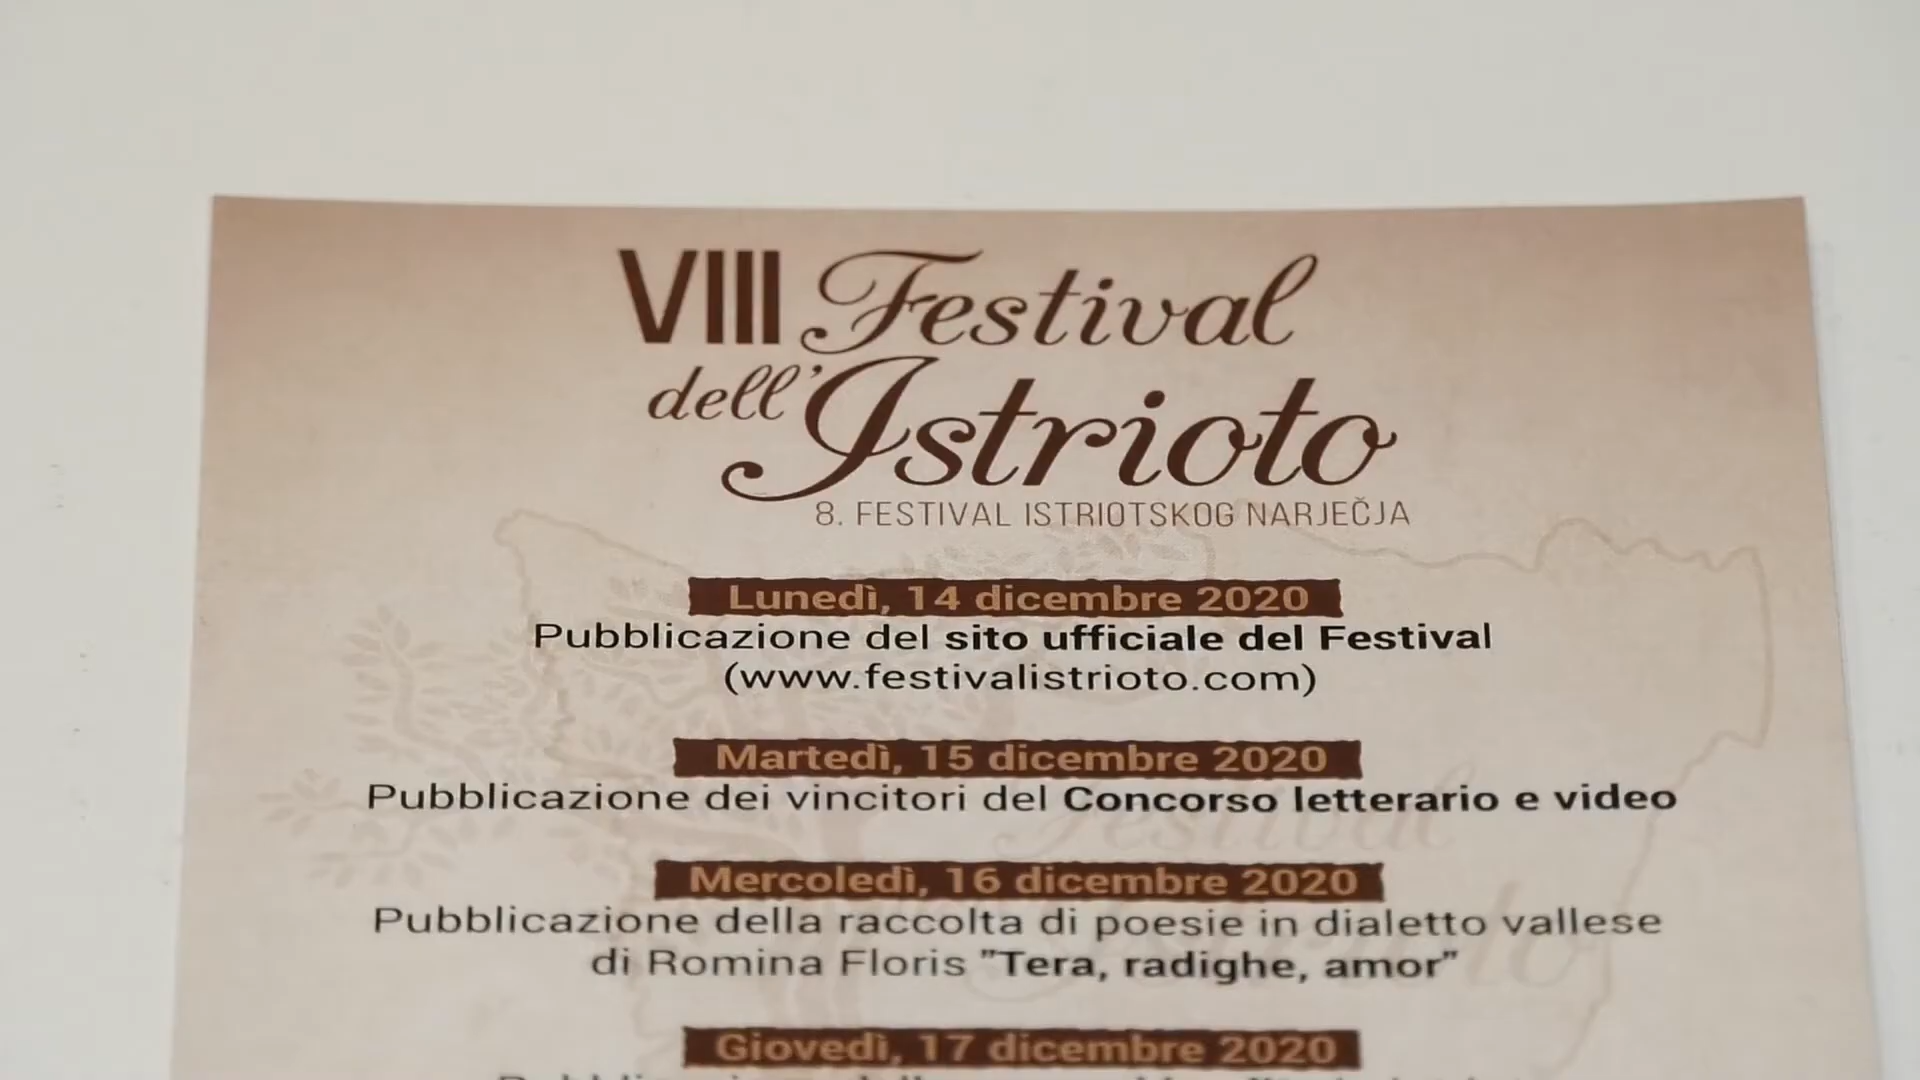 VIII Festival
dell'Istrioto
8. FESTIVAL ISTRIOTSKOG NARJEČJA
Lunedì, 14 dicembre 2020
Pubblicazione del sito ufficiale del Festival
(www.festivalistrioto.com)
Martedì, 15 dicembre 2020
Pubblicazione dei vincitori del Concorso letterario e video
Mercoledì, 16 dicembre 2020
Pubblicazione della raccolta di poesie in dialetto vallese
di Romina Floris "Tera, radighe, amor"
Giovedì, 17 dicembre 2020